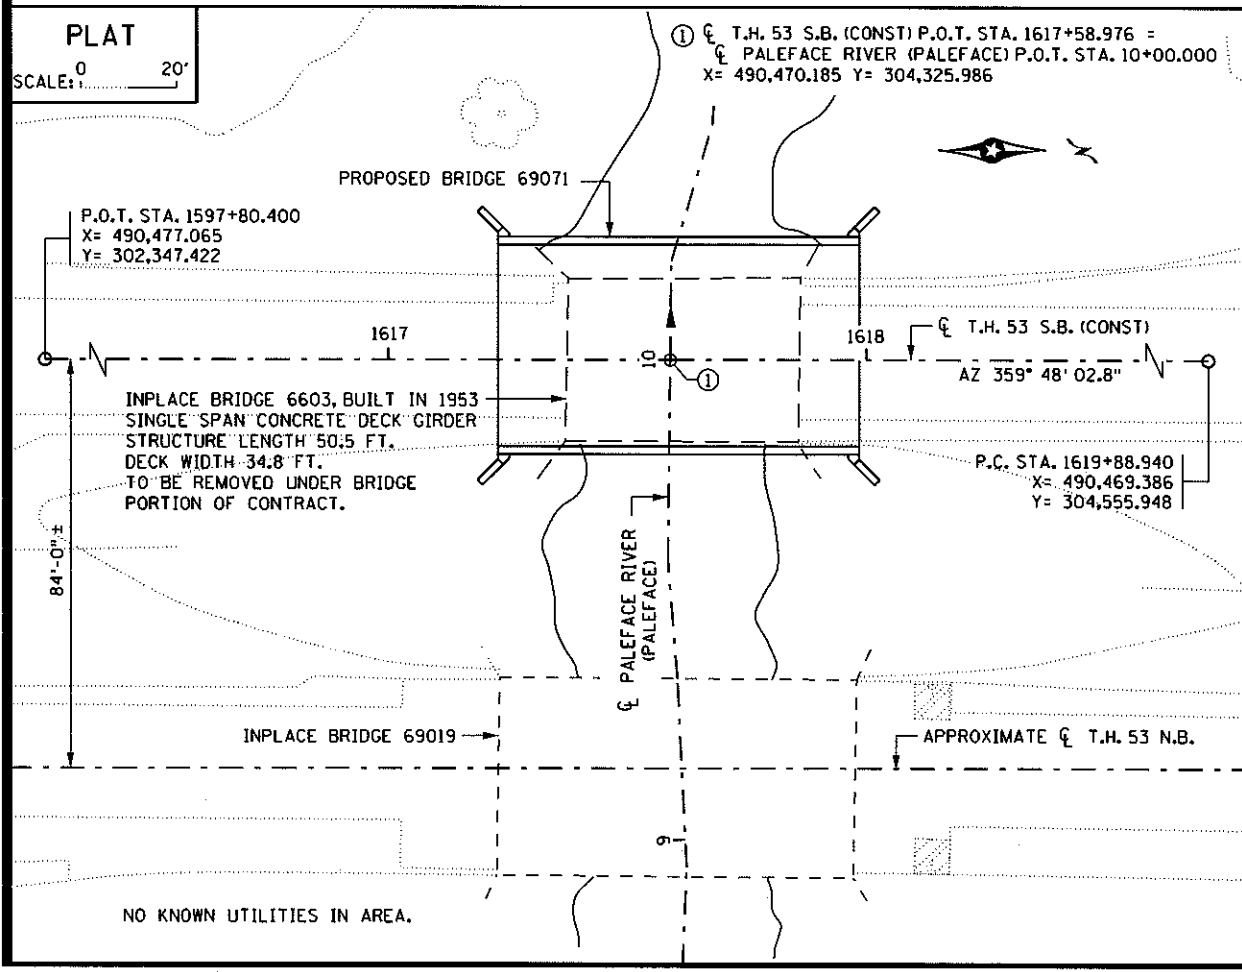 PLAT
SCALE: 0 20'
① ℄ T.H. 53 S.B. (CONST) P.O.T. STA. 1617+58.976 =
℄ PALEFACE RIVER (PALEFACE) P.O.T. STA. 10+00.000
X= 490,470.185 Y= 304,325.986
N
PROPOSED BRIDGE 69071
P.O.T. STA. 1597+80.400
X= 490,477.065
Y= 302,347.422
1617
1618
℄ T.H. 53 S.B. (CONST)
10
①
AZ 359° 48' 02.8"
INPLACE BRIDGE 6603, BUILT IN 1953
SINGLE SPAN CONCRETE DECK GIRDER
STRUCTURE LENGTH 50.5 FT.
DECK WIDTH 34.8 FT.
TO BE REMOVED UNDER BRIDGE
PORTION OF CONTRACT.
P.C. STA. 1619+88.940
X= 490,469.386
Y= 304,555.948
84'-0" ±
℄ PALEFACE RIVER
(PALEFACE)
INPLACE BRIDGE 69019
APPROXIMATE ℄ T.H. 53 N.B.
9
NO KNOWN UTILITIES IN AREA.